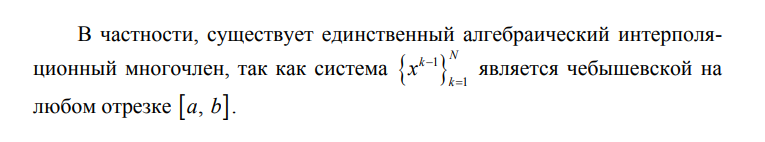 В частности, существует единственный алгебраический интерполя-
ционный многочлен, так как система {x^{k−1}}_{k=1}^{N} является чебышевской на
любом отрезке [a, b].